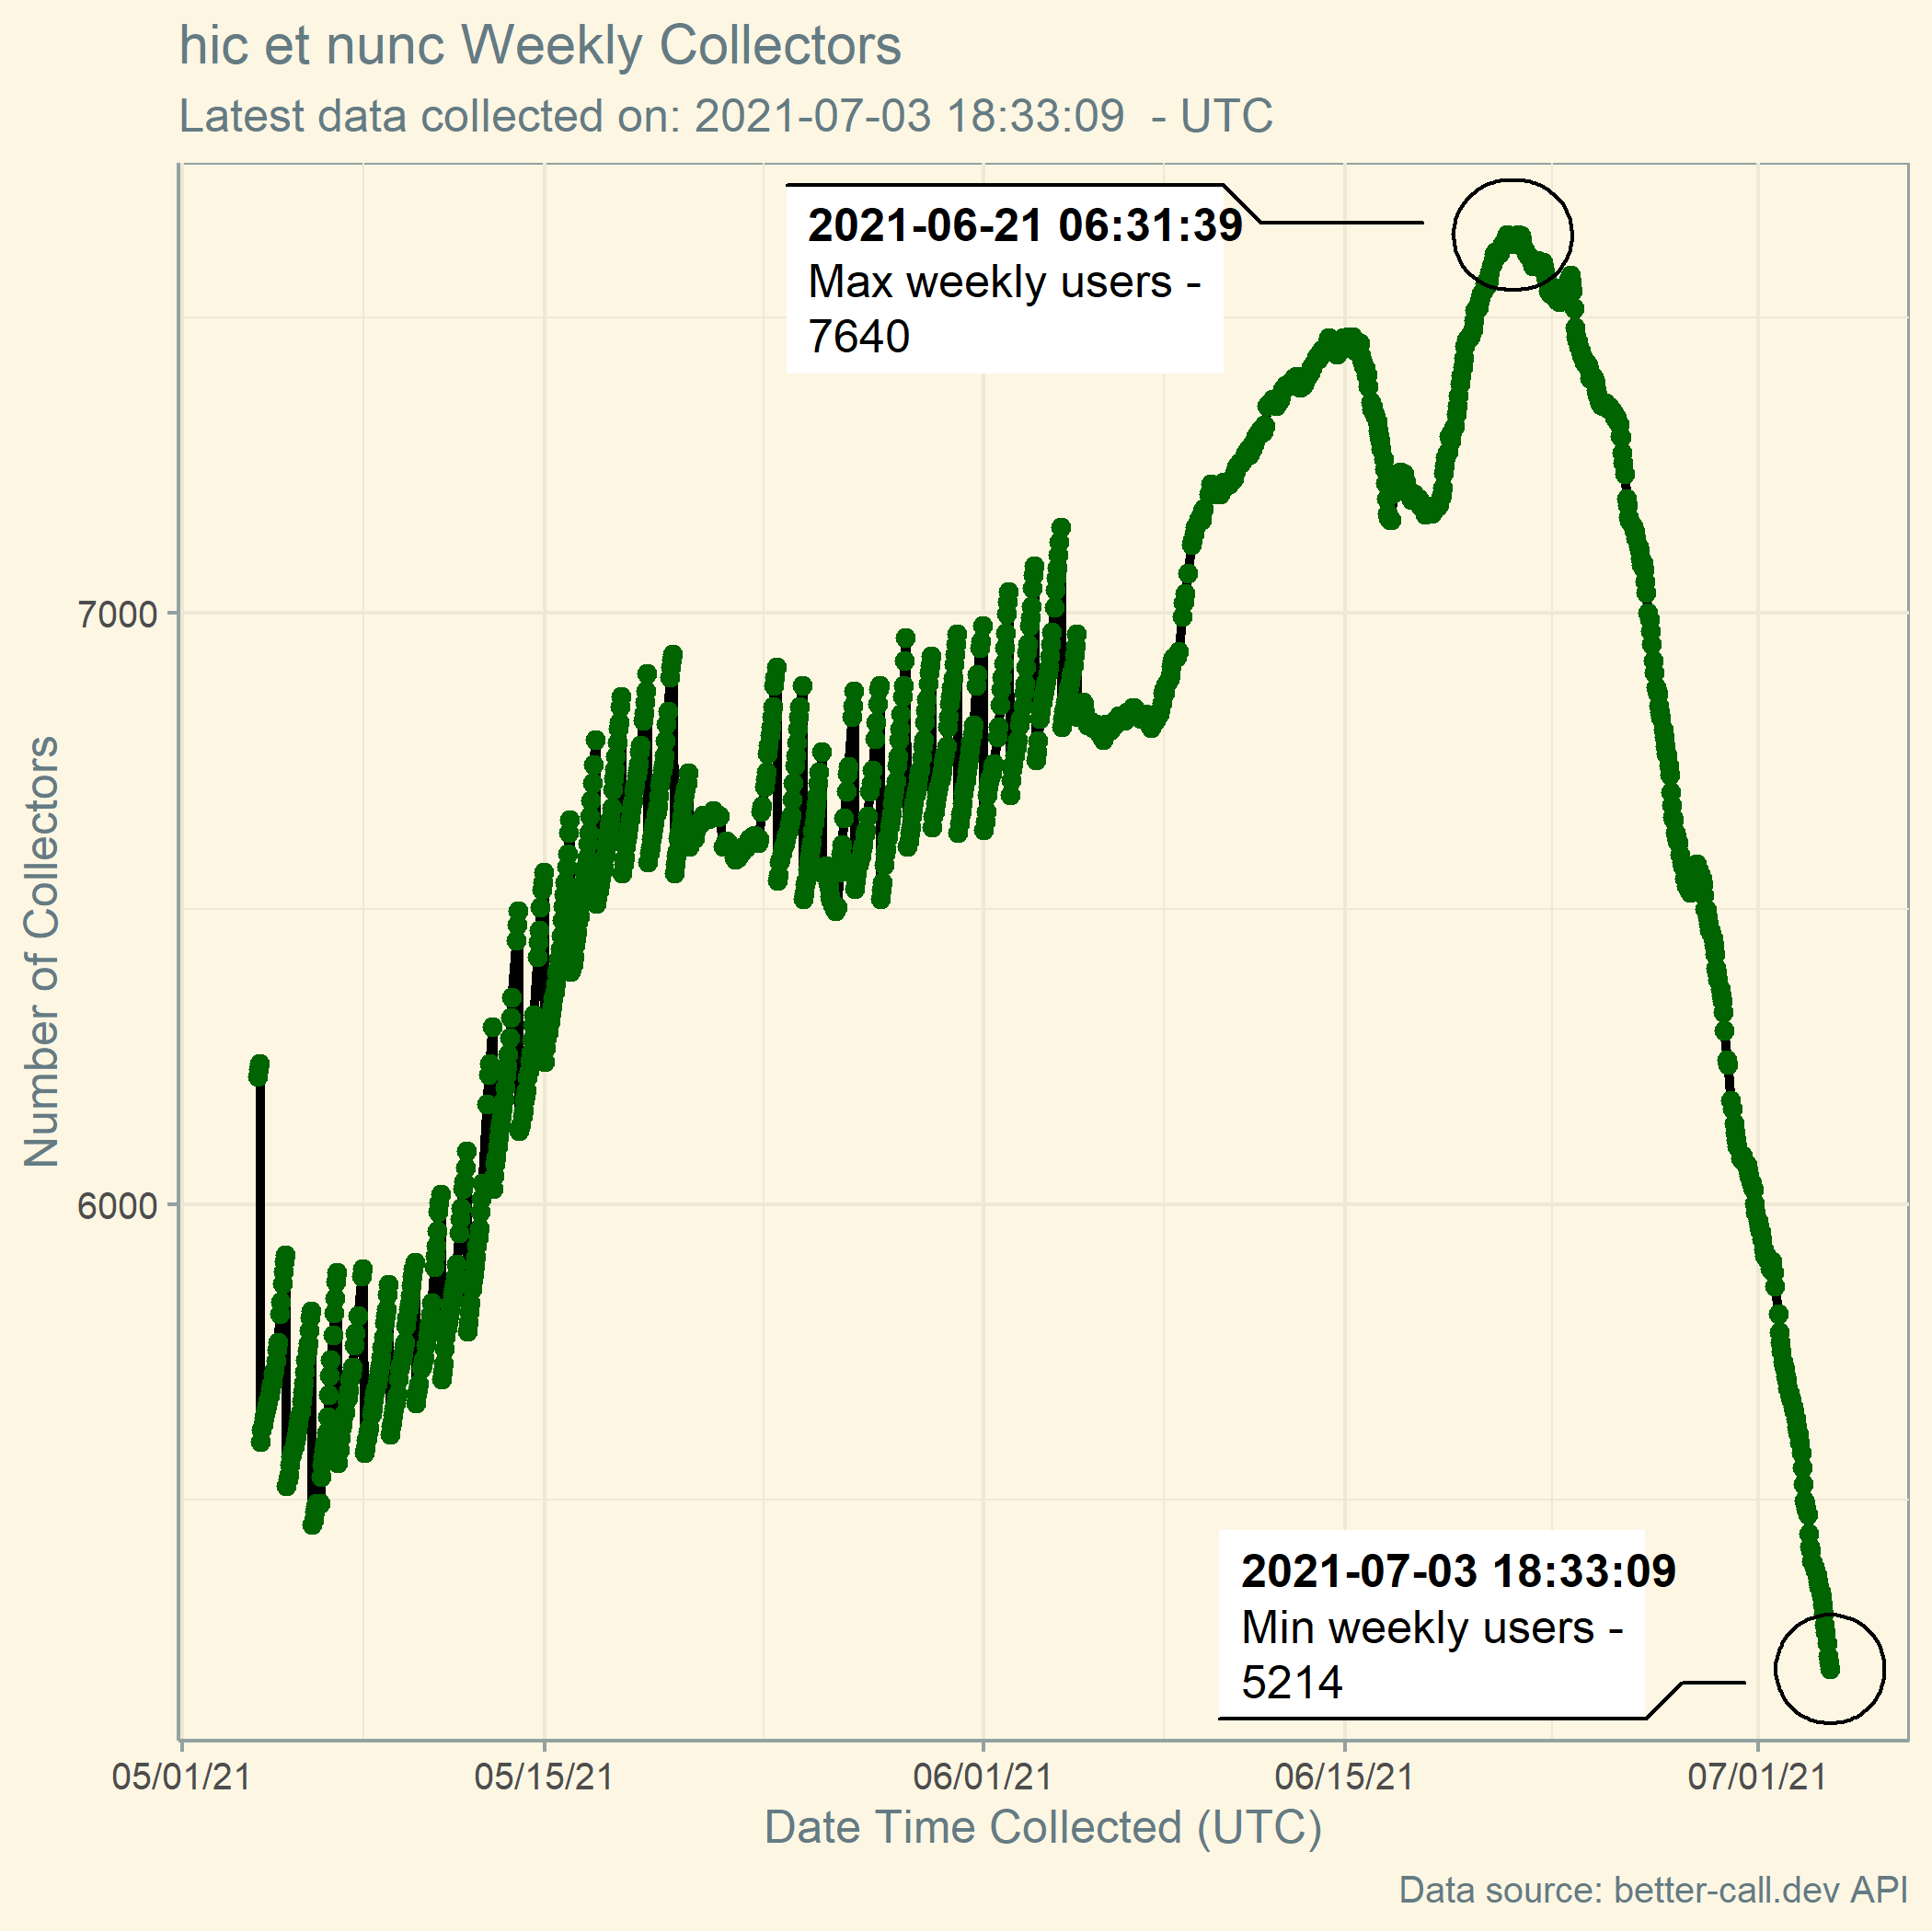 hic et nunc Weekly Collectors
Latest data collected on: 2021-07-03 18:33:09  - UTC
2021-06-21 06:31:39
Max weekly users -
7640
7000
Number of Collectors
6000
2021-07-03 18:33:09
Min weekly users -
5214
05/01/21 05/15/21 06/01/21 06/15/21 07/01/21
Date Time Collected (UTC)
Data source: better-call.dev API